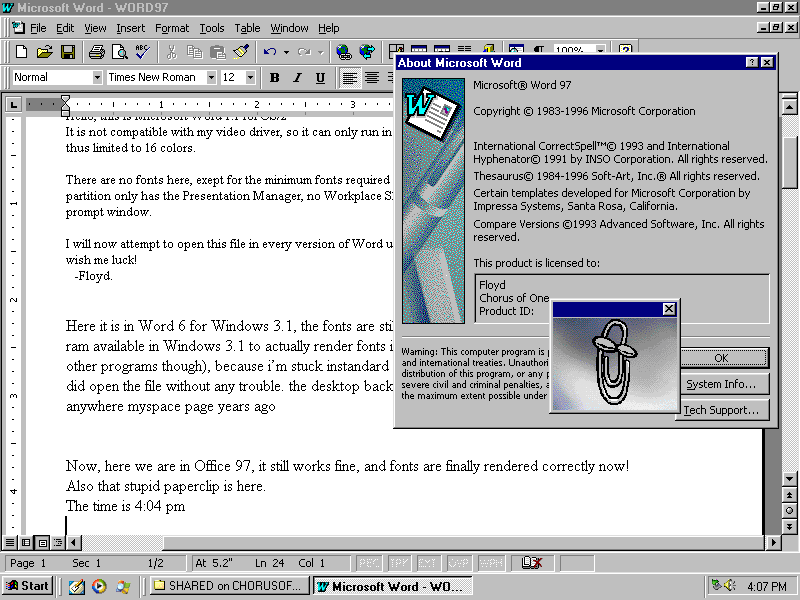 Microsoft Word - WORD97
File Edit View Insert Format Tools Table Window Help
100%
Normal Times New Roman 12 B I U
L 1 2 3
Hello, this is Microsoft Word 1.1 for OS/2
It is not compatible with my video driver, so it can only run in
thus limited to 16 colors.
There are no fonts here, exept for the minimum fonts required
partition only has the Presentation Manager, no Workplace S
prompt window.
I will now attempt to open this file in every version of Word u
wish me luck!
-Floyd.
Here it is in Word 6 for Windows 3.1, the fonts are sti
ram available in Windows 3.1 to actually render fonts i
other programs though), because i'm stuck instandard
did open the file without any trouble. the desktop back
anywhere myspace page years ago
Now, here we are in Office 97, it still works fine, and fonts are finally rendered correctly now!
Also that stupid paperclip is here.
The time is 4:04 pm
1
2
3
4
About Microsoft Word
Microsoft® Word 97
Copyright © 1983-1996 Microsoft Corporation
International CorrectSpell™© 1993 and International
Hyphenator© 1991 by INSO Corporation. All rights reserved.
Thesaurus© 1984-1996 Soft-Art, Inc.® All rights reserved.
Certain templates developed for Microsoft Corporation by
Impressa Systems, Santa Rosa, California.
Compare Versions ©1993 Advanced Software, Inc. All rights
reserved.
This product is licensed to:
Floyd
Chorus of One
Product ID:
Warning: This computer program is p
and international treaties. Unauthori
distribution of this program, or any p
severe civil and criminal penalties, a
the maximum extent possible under
OK
System Info...
Tech Support...
Page 1 Sec 1 1/2 At 5.2" Ln 24 Col 1 REC TRK EXT OVR WPH
Start SHARED on CHORUSOF... Microsoft Word - WO... 4:07 PM